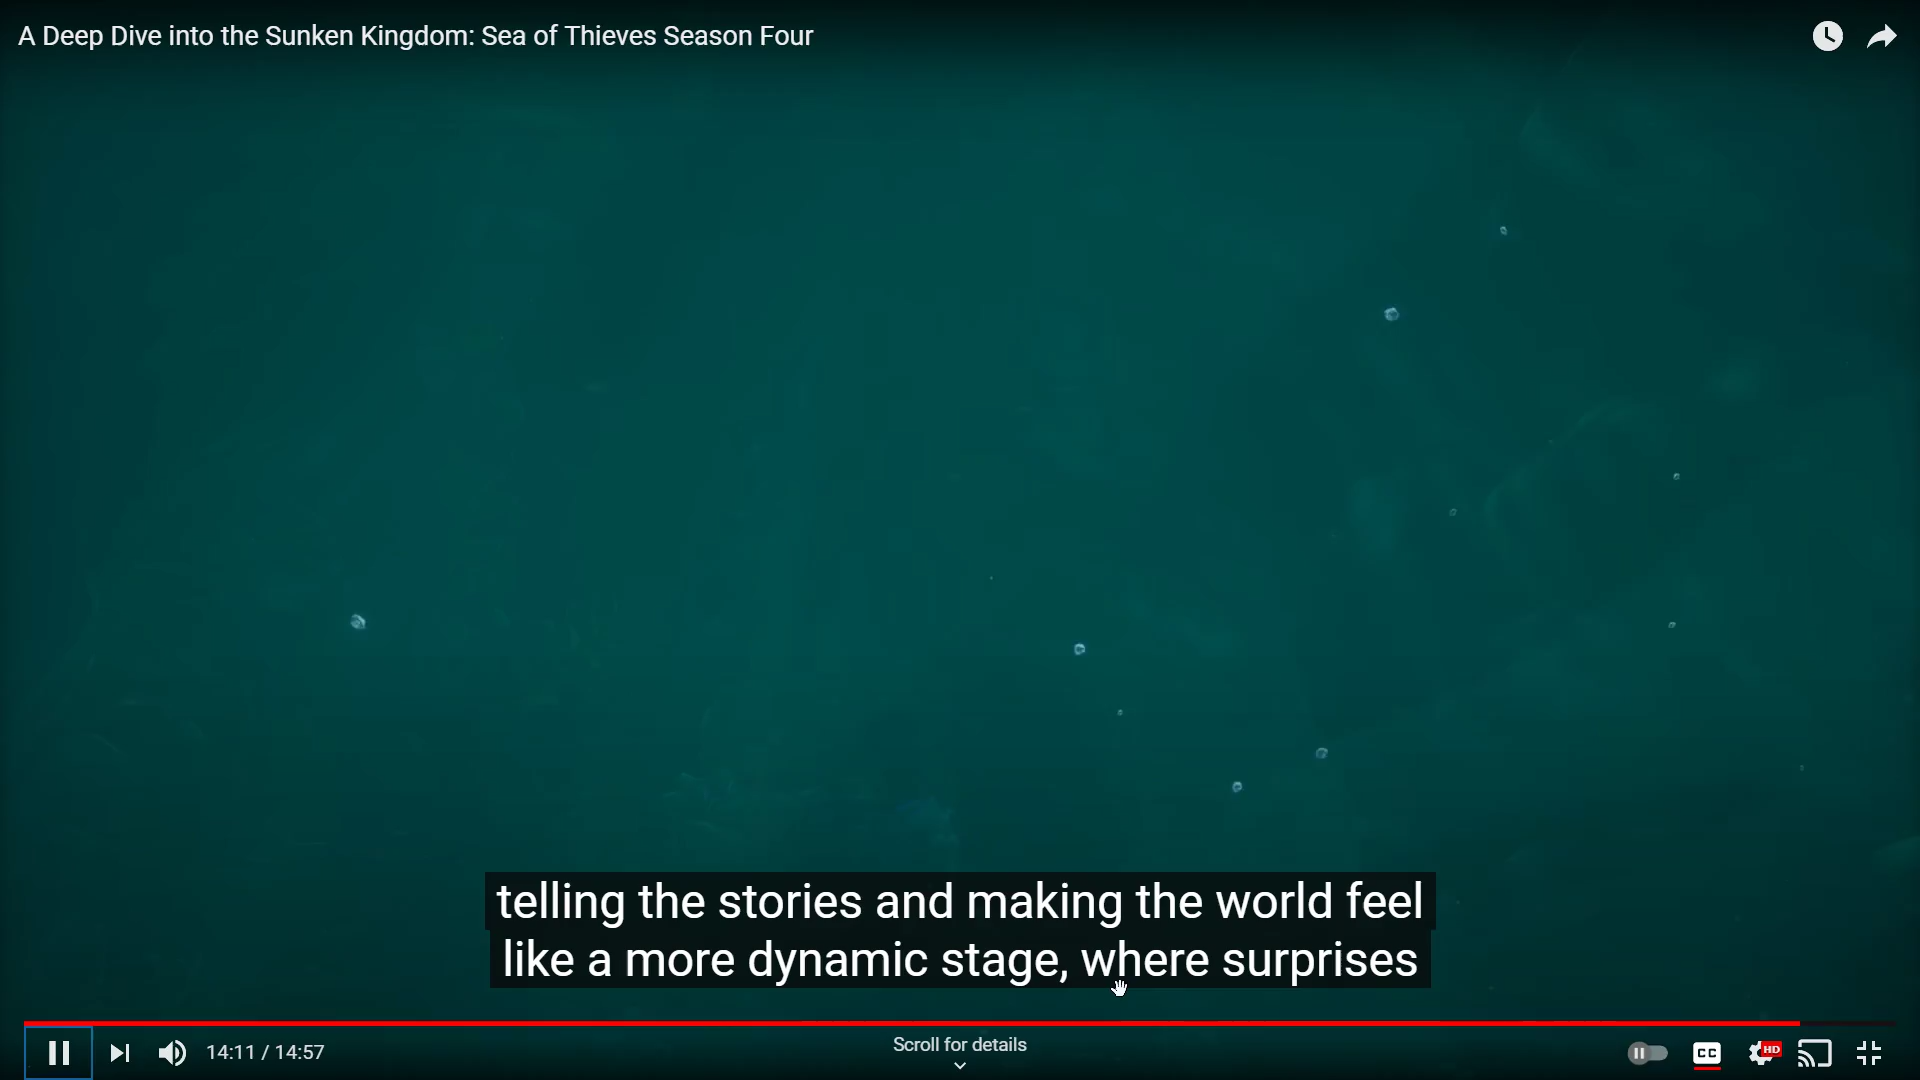 A Deep Dive into the Sunken Kingdom: Sea of Thieves Season Four
telling the stories and making the world feel
like a more dynamic stage, where surprises
14:11 / 14:57
Scroll for details
CC
HD